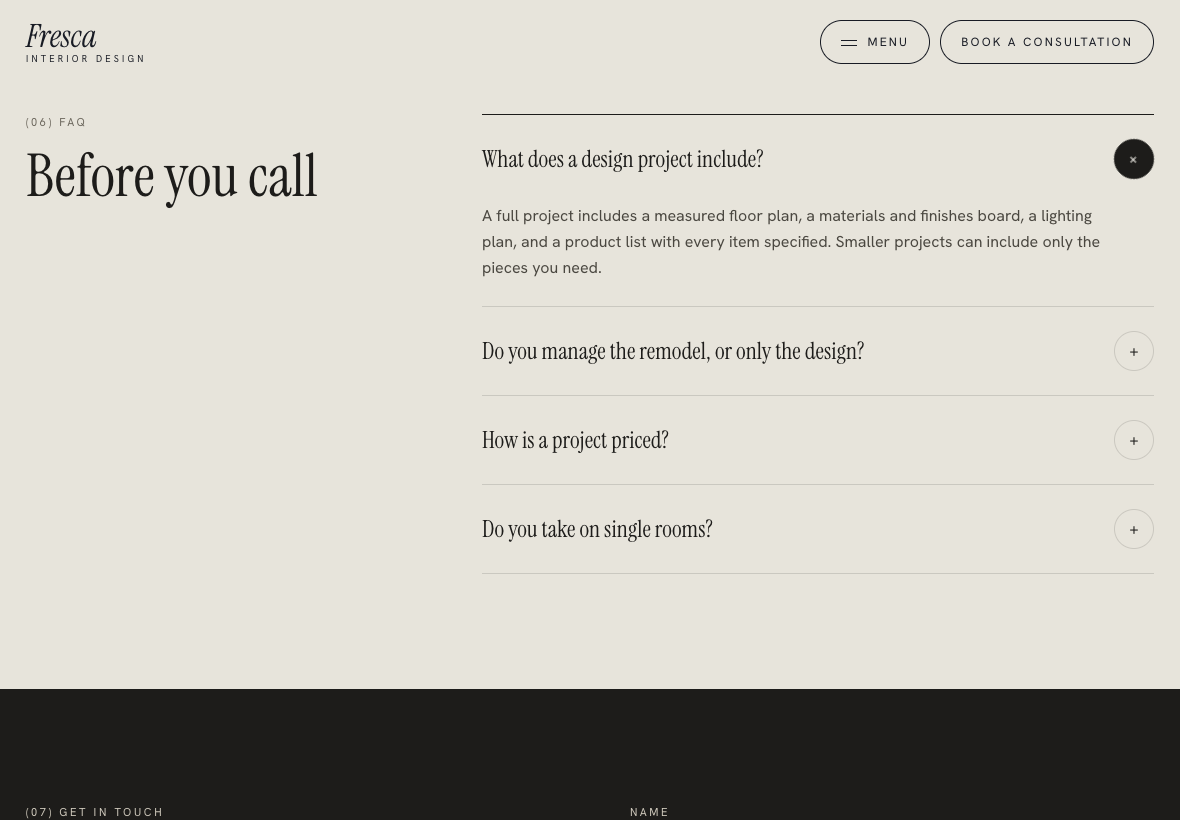 Fresca
INTERIOR DESIGN
MENU
BOOK A CONSULTATION
(06) FAQ
Before you call
What does a design project include?
A full project includes a measured floor plan, a materials and finishes board, a lighting
plan, and a product list with every item specified. Smaller projects can include only the
pieces you need.
Do you manage the remodel, or only the design?
How is a project priced?
Do you take on single rooms?
(07) GET IN TOUCH
NAME